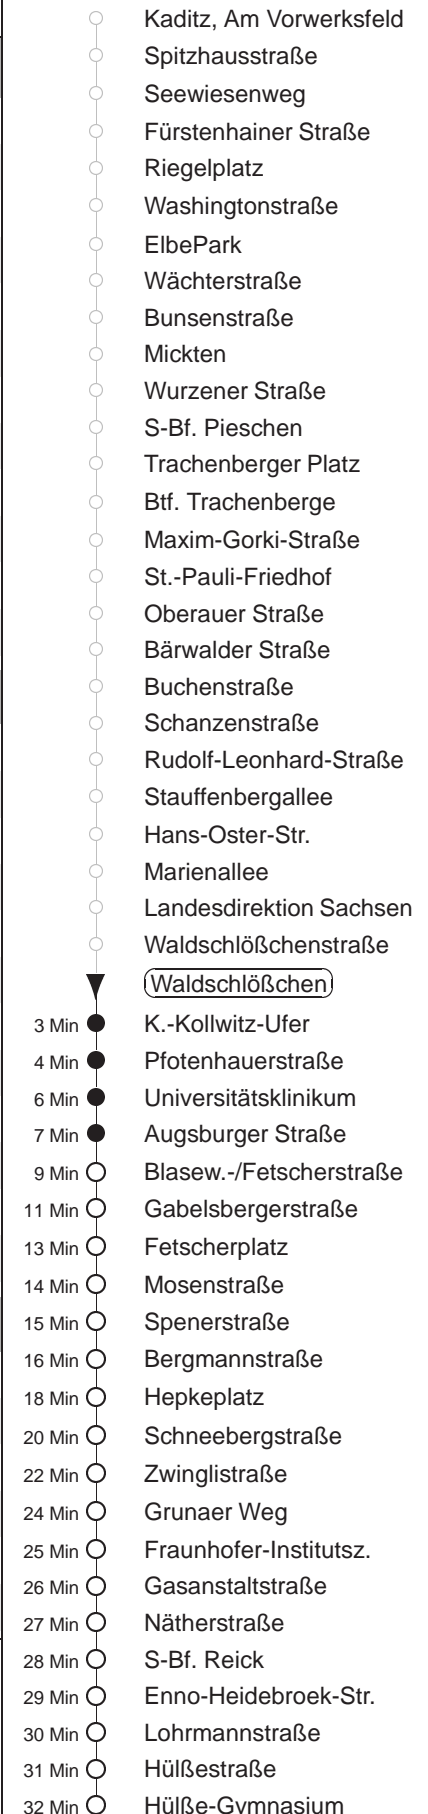 Kaditz, Am Vorwerksfeld
Spitzhausstraße
Seewiesenweg
Fürstenhainer Straße
Riegelplatz
Washingtonstraße
ElbePark
Wächterstraße
Bunsenstraße
Mickten
Wurzener Straße
S-Bf. Pieschen
Trachenberger Platz
Btf. Trachenberge
Maxim-Gorki-Straße
St.-Pauli-Friedhof
Oberauer Straße
Bärwalder Straße
Buchenstraße
Schanzenstraße
Rudolf-Leonhard-Straße
Stauffenbergallee
Hans-Oster-Str.
Marienallee
Landesdirektion Sachsen
Waldschlößchenstraße
Waldschlößchen
3 Min K.-Kollwitz-Ufer
4 Min Pfotenhauerstraße
6 Min Universitätsklinikum
7 Min Augsburger Straße
9 Min Blasew.-/Fetscherstraße
11 Min Gabelsbergerstraße
13 Min Fetscherplatz
14 Min Mosenstraße
15 Min Spenerstraße
16 Min Bergmannstraße
18 Min Hepkeplatz
20 Min Schneebergstraße
22 Min Zwinglistraße
24 Min Grunaer Weg
25 Min Fraunhofer-Institutsz.
26 Min Gasanstaltstraße
27 Min Nätherstraße
28 Min S-Bf. Reick
29 Min Enno-Heidebroek-Str.
30 Min Lohrmannstraße
31 Min Hülßestraße
32 Min Hülße-Gymnasium